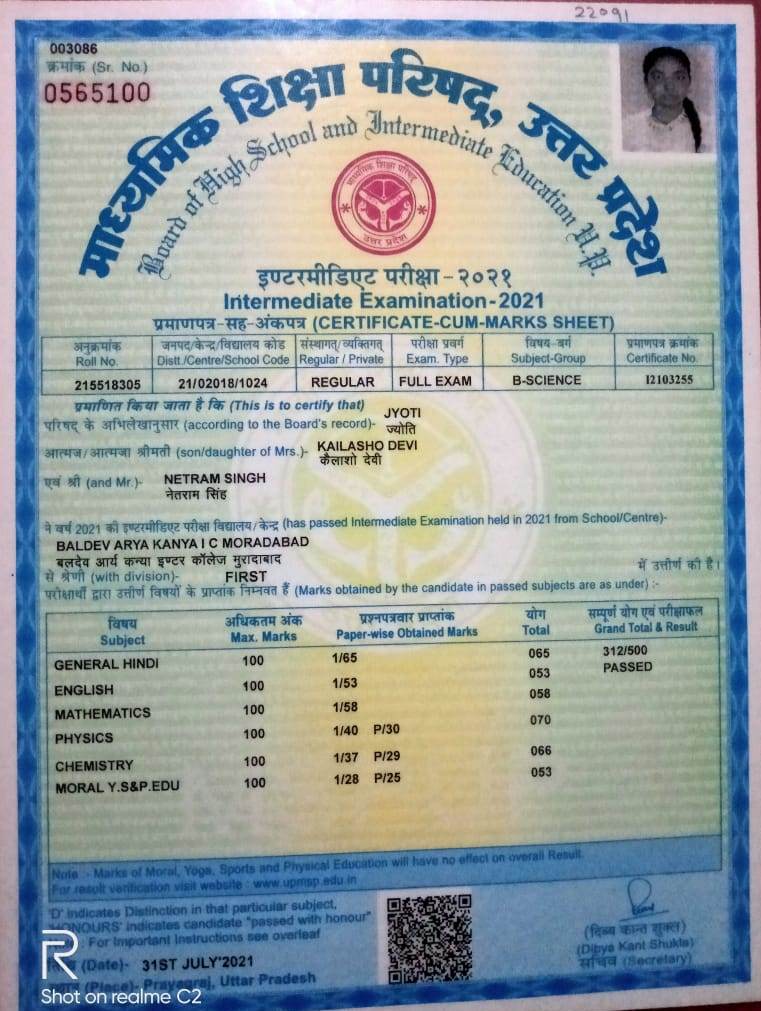 22091
003086
क्रमांक (Sr. No.)
0565100
माध्यमिक शिक्षा परिषद्, उत्तर प्रदेश
Board of High School and Intermediate Education U.P.
माध्यमिक शिक्षा परिषद्
उत्तर प्रदेश
इण्टरमीडिएट परीक्षा - २०२१
Intermediate Examination - 2021
प्रमाणपत्र-सह-अंकपत्र (CERTIFICATE-CUM-MARKS SHEET)
अनुक्रमांक जनपद/केन्द्र/विद्यालय कोड संस्थागत/व्यक्तिगत परीक्षा प्रवर्ग विषय-वर्ग प्रमाणपत्र क्रमांक
Roll No. Distt./Centre/School Code Regular / Private Exam. Type Subject-Group Certificate No.
215518305 21/02018/1024 REGULAR FULL EXAM B-SCIENCE 12103255
प्रमाणित किया जाता है कि (This is to certify that) JYOTI
परिषद् के अभिलेखानुसार (according to the Board's record)- ज्योति
आत्मज/आत्मजा श्रीमती (son/daughter of Mrs.)- KAILASHO DEVI
कैलाशो देवी
एवं श्री (and Mr.)- NETRAM SINGH
नेतराम सिंह
ने वर्ष 2021 की इण्टरमीडिएट परीक्षा विद्यालय/केन्द्र (has passed Intermediate Examination held in 2021 from School/Centre)-
BALDEV ARYA KANYA I C MORADABAD
बलदेव आर्य कन्या इण्टर कॉलेज मुरादाबाद में उत्तीर्ण की है।
से श्रेणी (with division)- FIRST
परीक्षार्थी द्वारा उत्तीर्ण विषयों के प्राप्तांक निम्नवत हैं (Marks obtained by the candidate in passed subjects are as under) :-
विषय अधिकतम अंक प्रश्नपत्रवार प्राप्तांक योग सम्पूर्ण योग एवं परीक्षाफल
Subject Max. Marks Paper-wise Obtained Marks Total Grand Total & Result
GENERAL HINDI 100 1/65 065 312/500
ENGLISH 100 1/53 053 PASSED
MATHEMATICS 100 1/58 058
PHYSICS 100 1/40 P/30 070
CHEMISTRY 100 1/37 P/29 066
MORAL Y.S&P.EDU 100 1/28 P/25 053
Note :- Marks of Moral, Yoga, Sports and Physical Education will have no effect on overall Result.
For result verification visit website : www.upmsp.edu.in
'D' indicates Distinction in that particular subject.
HONOURS' indicates candidate "passed with honour"
For Important Instructions see overleaf
(Date)- 31ST JULY'2021
(Place)- Prayagraj, Uttar Pradesh
(दिव्य कान्त शुक्ल)
(Dibya Kant Shukla)
सचिव (Secretary)
R
Shot on realme C2